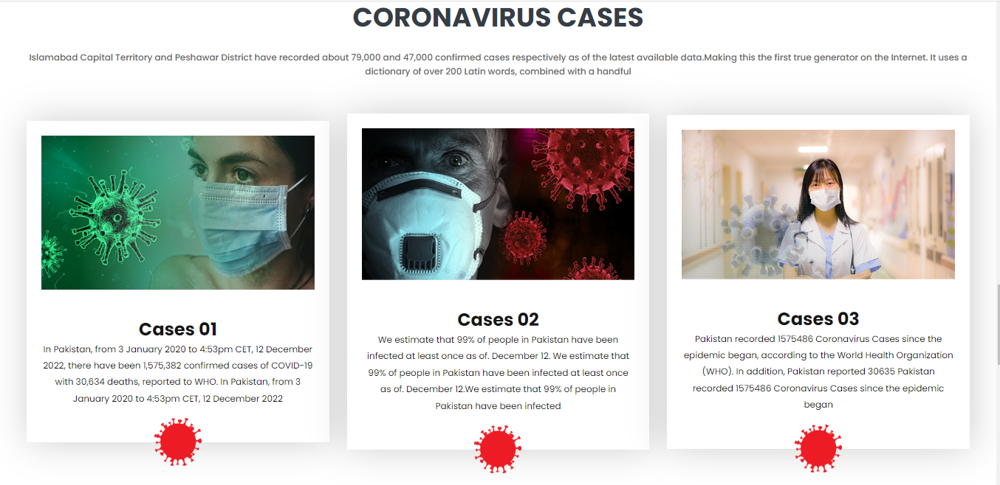 CORONAVIRUS CASES
Islamabad Capital Territory and Peshawar District have recorded about 79,000 and 47,000 confirmed cases respectively as of the latest available data.Making this the first true generator on the Internet. It uses a
dictionary of over 200 Latin words, combined with a handful
Cases 01
In Pakistan, from 3 January 2020 to 4:53pm CET, 12 December
2022, there have been 1,575,382 confirmed cases of COVID-19
with 30,634 deaths, reported to WHO. In Pakistan, from 3
January 2020 to 4:53pm CET, 12 December 2022
Cases 02
We estimate that 99% of people in Pakistan have been
infected at least once as of. December 12. We estimate that
99% of people in Pakistan have been infected at least once
as of. December 12.We estimate that 99% of people in
Pakistan have been infected
Cases 03
Pakistan recorded 1575486 Coronavirus Cases since the
epidemic began, according to the World Health Organization
(WHO). In addition, Pakistan reported 30635 Pakistan
recorded 1575486 Coronavirus Cases since the epidemic
began